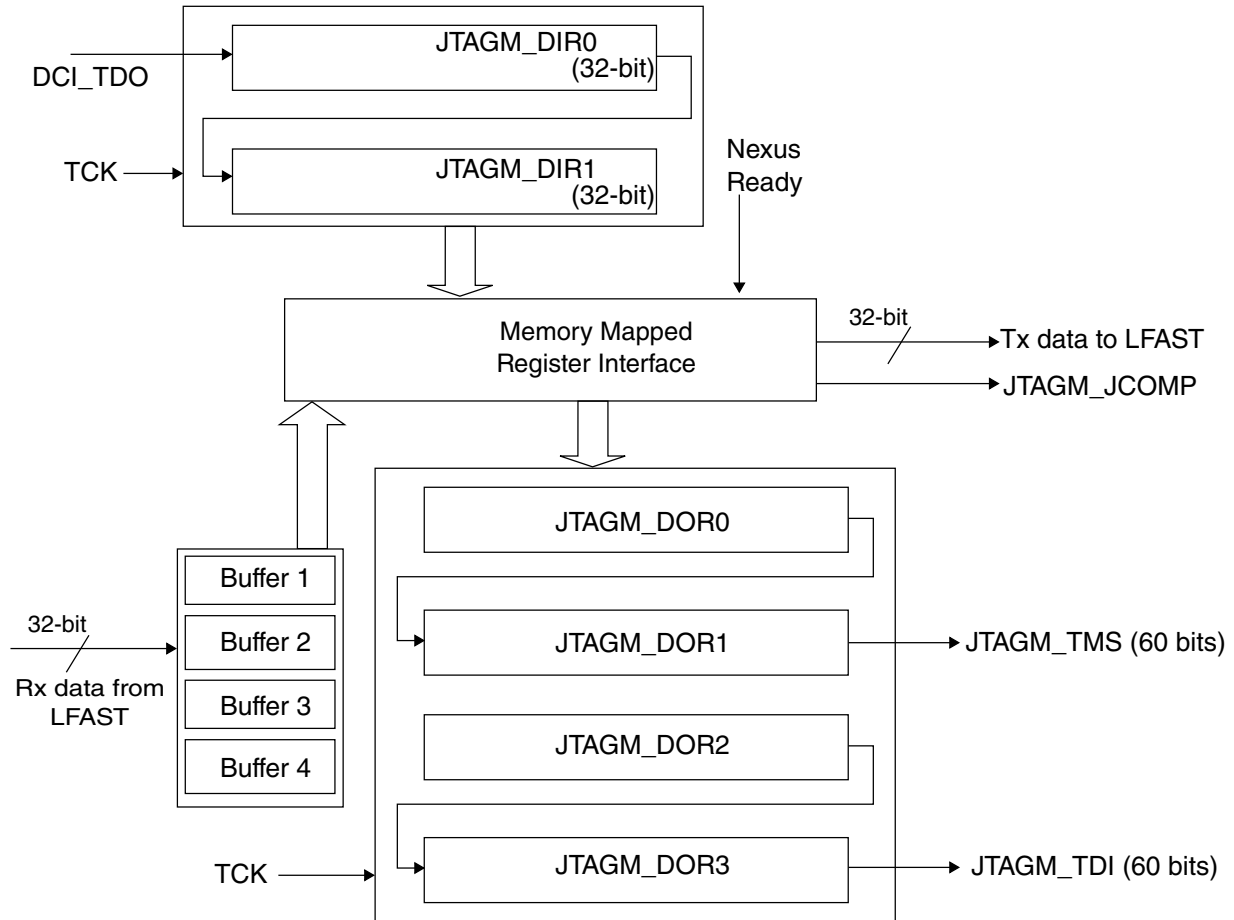 JTAGM_DIR0
(32-bit)
DCI_TDO
TCK
JTAGM_DIR1
(32-bit)
Nexus
Ready
Memory Mapped
Register Interface
32-bit
Tx data to LFAST
JTAGM_JCOMP
JTAGM_DOR0
Buffer 1
Buffer 2
Buffer 3
Buffer 4
32-bit
Rx data from
LFAST
JTAGM_DOR1
JTAGM_TMS (60 bits)
JTAGM_DOR2
TCK
JTAGM_DOR3
JTAGM_TDI (60 bits)